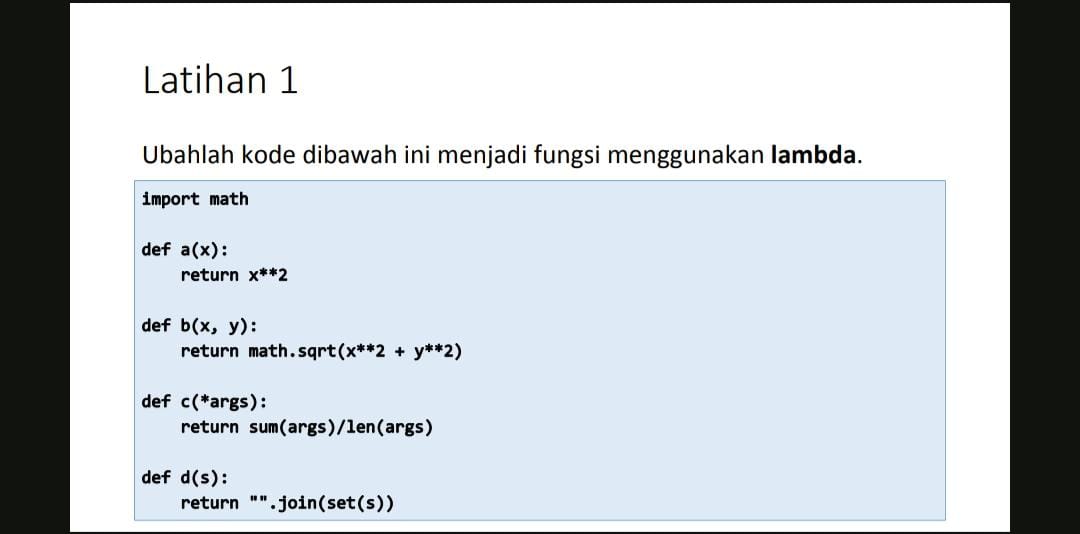 Latihan 1
Ubahlah kode dibawah ini menjadi fungsi menggunakan lambda.
import math
def a(x):
    return x**2
def b(x, y):
    return math.sqrt(x**2 + y**2)
def c(*args):
    return sum(args)/len(args)
def d(s):
    return "".join(set(s))